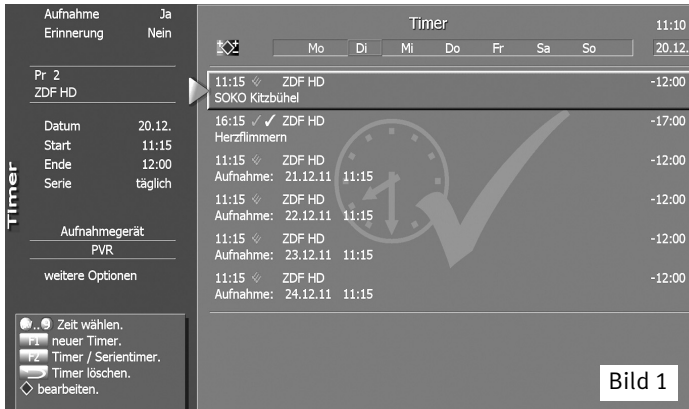 Aufnahme Ja
Erinnerung Nein
Pr 2
ZDF HD
Datum 20.12.
Start 11:15
Ende 12:00
Serie täglich
Timer
Aufnahmegerät
PVR
weitere Optionen
0..9 Zeit wählen.
F1 neuer Timer.
F2 Timer / Serientimer.
Timer löschen.
bearbeiten.
Timer 11:10
Mo Di Mi Do Fr Sa So 20.12.
11:15 ZDF HD -12:00
SOKO Kitzbühel
16:15 ZDF HD -17:00
Herzflimmern
11:15 ZDF HD -12:00
Aufnahme: 21.12.11 11:15
11:15 ZDF HD -12:00
Aufnahme: 22.12.11 11:15
11:15 ZDF HD -12:00
Aufnahme: 23.12.11 11:15
11:15 ZDF HD -12:00
Aufnahme: 24.12.11 11:15
Bild 1